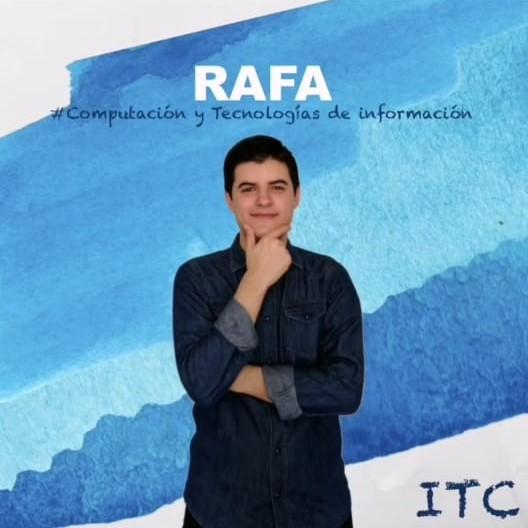 RAFA
#Computación y Tecnologías de información
ITC